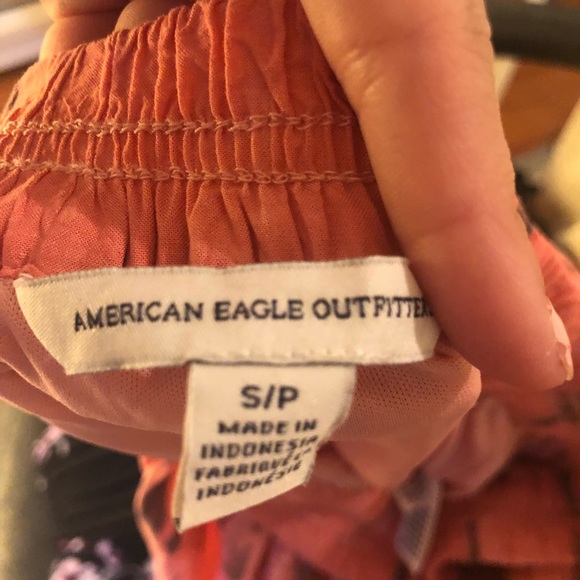 AMERICAN EAGLE OUTFITTERS
S/P
MADE IN
INDONESIA
FABRIQUÉ EN
INDONESIE